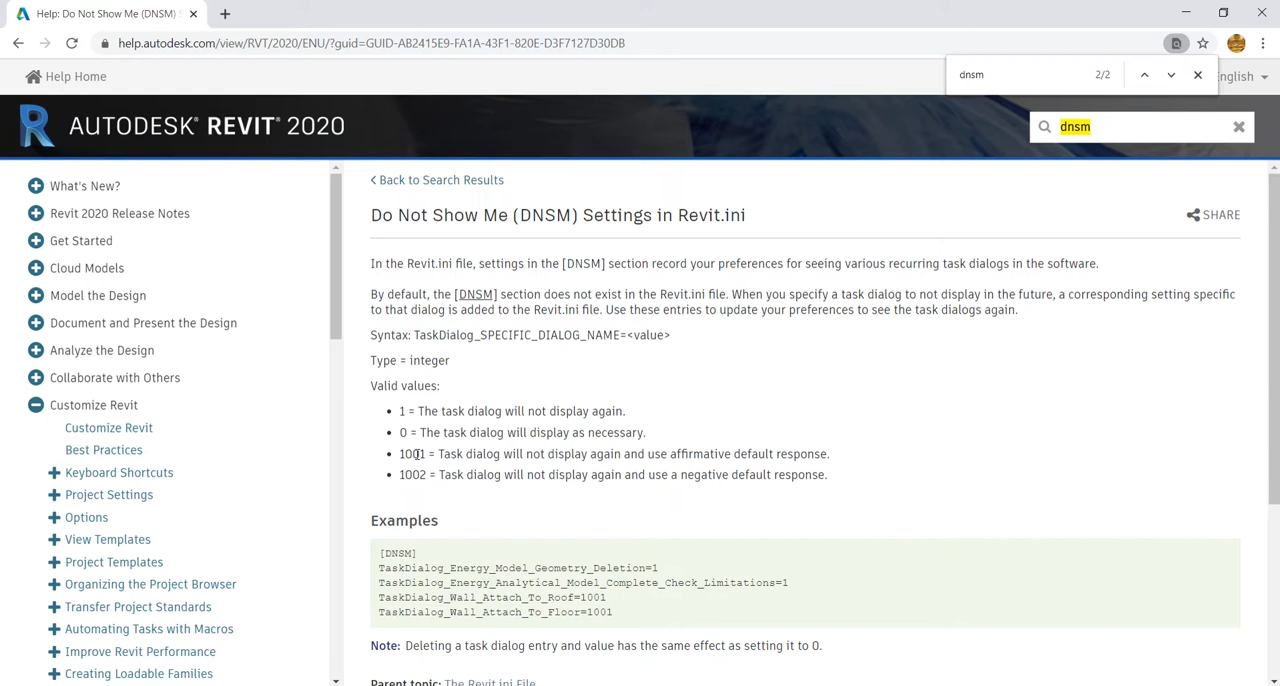 Help: Do Not Show Me (DNSM) S
help.autodesk.com/view/RVT/2020/ENU/?guid=GUID-AB2415E9-FA1A-43F1-820E-D3F7127D30DB
dnsm 2/2
Help Home
nglish
AUTODESK® REVIT® 2020
dnsm
What's New?
Revit 2020 Release Notes
Get Started
Cloud Models
Model the Design
Document and Present the Design
Analyze the Design
Collaborate with Others
Customize Revit
Customize Revit
Best Practices
Keyboard Shortcuts
Project Settings
Options
View Templates
Project Templates
Organizing the Project Browser
Transfer Project Standards
Automating Tasks with Macros
Improve Revit Performance
Creating Loadable Families
Back to Search Results
Do Not Show Me (DNSM) Settings in Revit.ini
SHARE
In the Revit.ini file, settings in the [DNSM] section record your preferences for seeing various recurring task dialogs in the software.
By default, the [DNSM] section does not exist in the Revit.ini file. When you specify a task dialog to not display in the future, a corresponding setting specific
to that dialog is added to the Revit.ini file. Use these entries to update your preferences to see the task dialogs again.
Syntax: TaskDialog_SPECIFIC_DIALOG_NAME=<value>
Type = integer
Valid values:
• 1 = The task dialog will not display again.
• 0 = The task dialog will display as necessary.
• 1001 = Task dialog will not display again and use affirmative default response.
• 1002 = Task dialog will not display again and use a negative default response.
Examples
[DNSM]
TaskDialog_Energy_Model_Geometry_Deletion=1
TaskDialog_Energy_Analytical_Model_Complete_Check_Limitations=1
TaskDialog_Wall_Attach_To_Roof=1001
TaskDialog_Wall_Attach_To_Floor=1001
Note: Deleting a task dialog entry and value has the same effect as setting it to 0.
Parent topic: The Revit.ini File